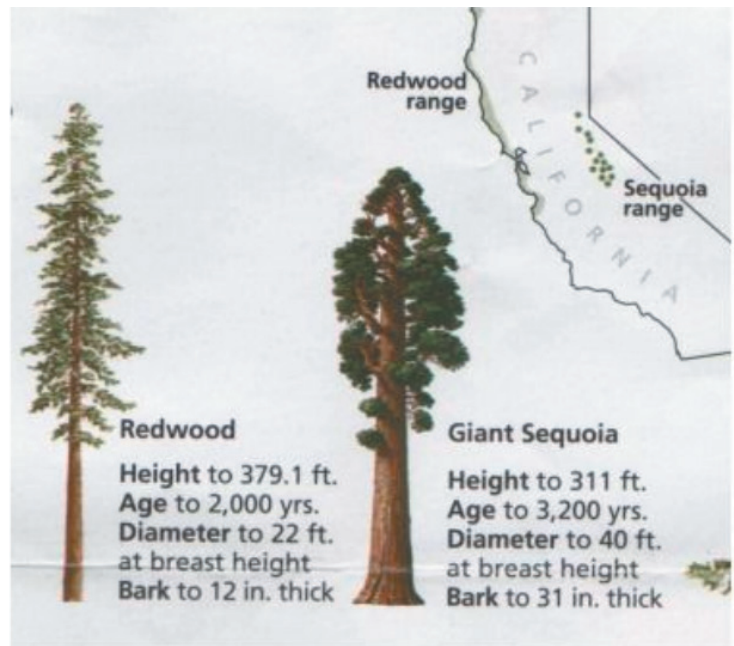 Redwood
range
CALIFORNIA
Sequoia
range
Redwood
Height to 379.1 ft.
Age to 2,000 yrs.
Diameter to 22 ft.
at breast height
Bark to 12 in. thick
Giant Sequoia
Height to 311 ft.
Age to 3,200 yrs.
Diameter to 40 ft.
at breast height
Bark to 31 in. thick